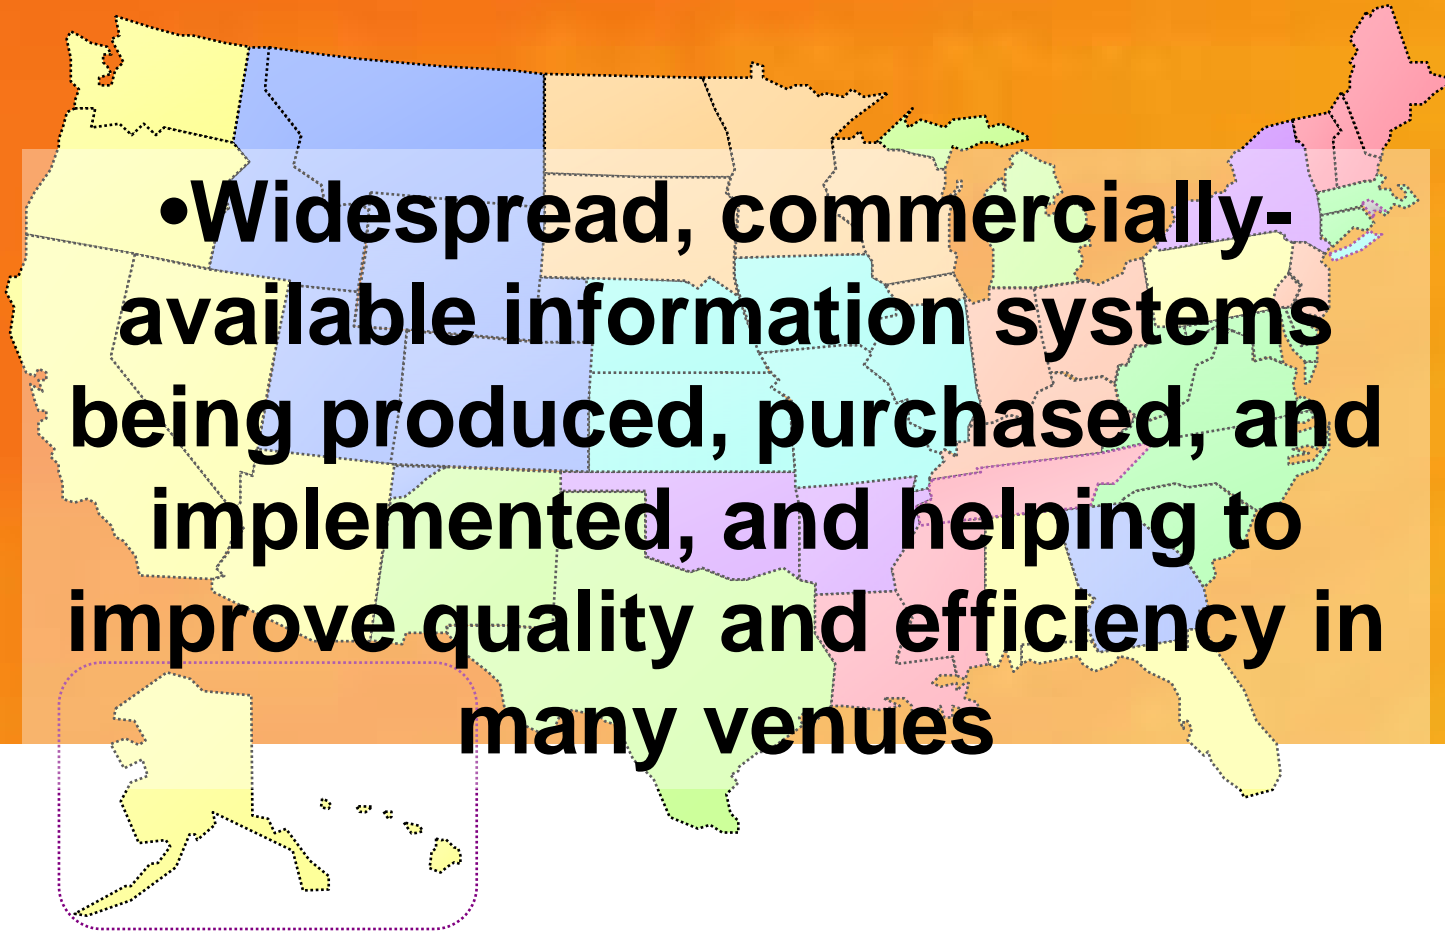 •Widespread, commercially-
available information systems
being produced, purchased, and
implemented, and helping to
improve quality and efficiency in
many venues